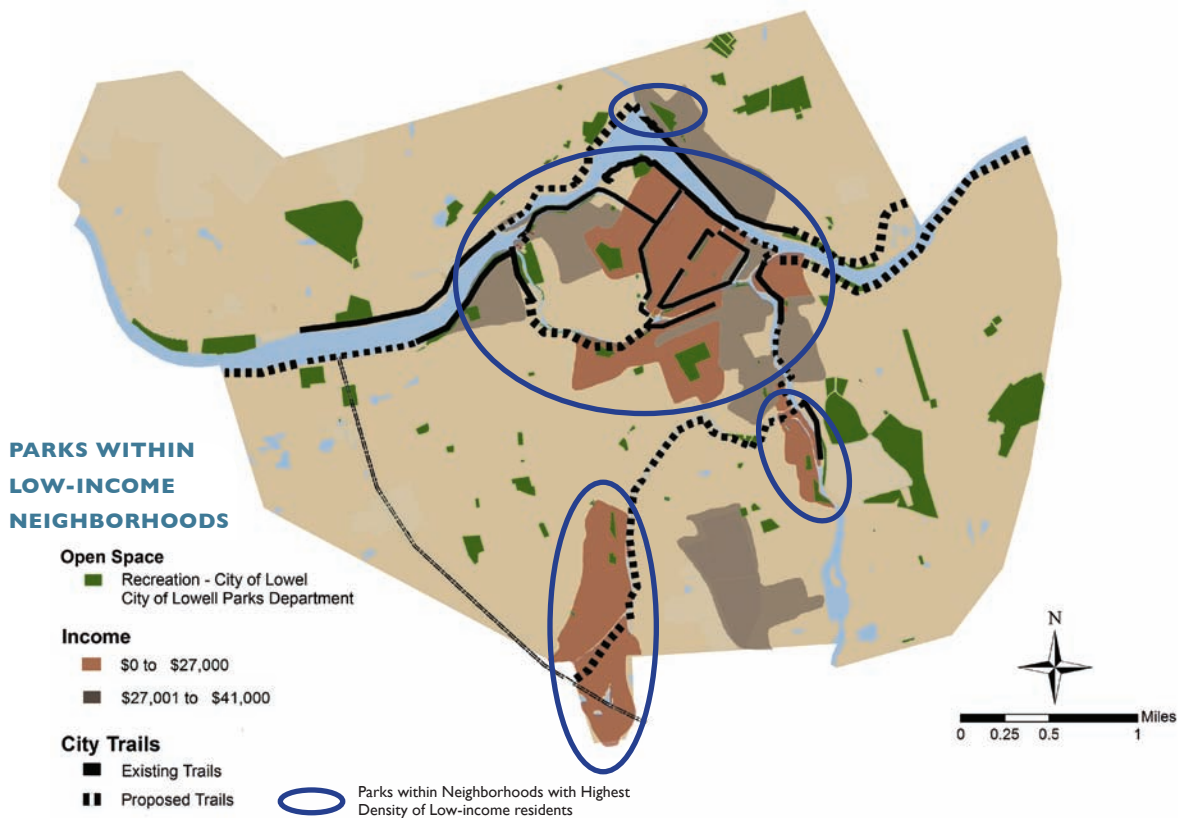 PARKS WITHIN
LOW-INCOME
NEIGHBORHOODS
Open Space
Recreation - City of Lowel
City of Lowell Parks Department
Income
$0 to $27,000
$27,001 to $41,000
City Trails
Existing Trails
Proposed Trails
Parks within Neighborhoods with Highest
Density of Low-income residents
N
Miles
0 0.25 0.5 1